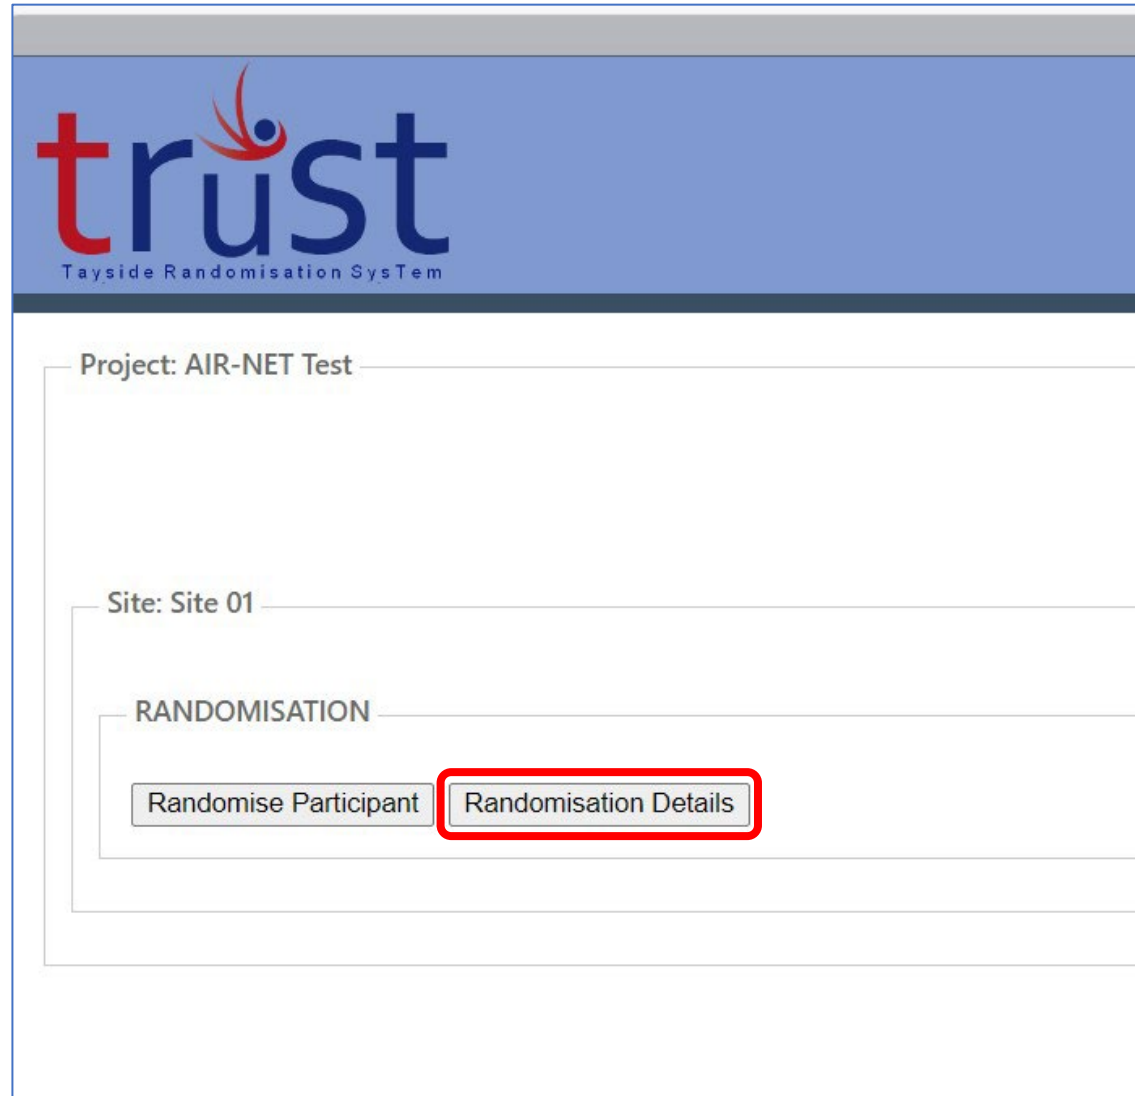 trust
Tayside Randomisation SysTem
Project: AIR-NET Test
Site: Site 01
RANDOMISATION
Randomise Participant Randomisation Details